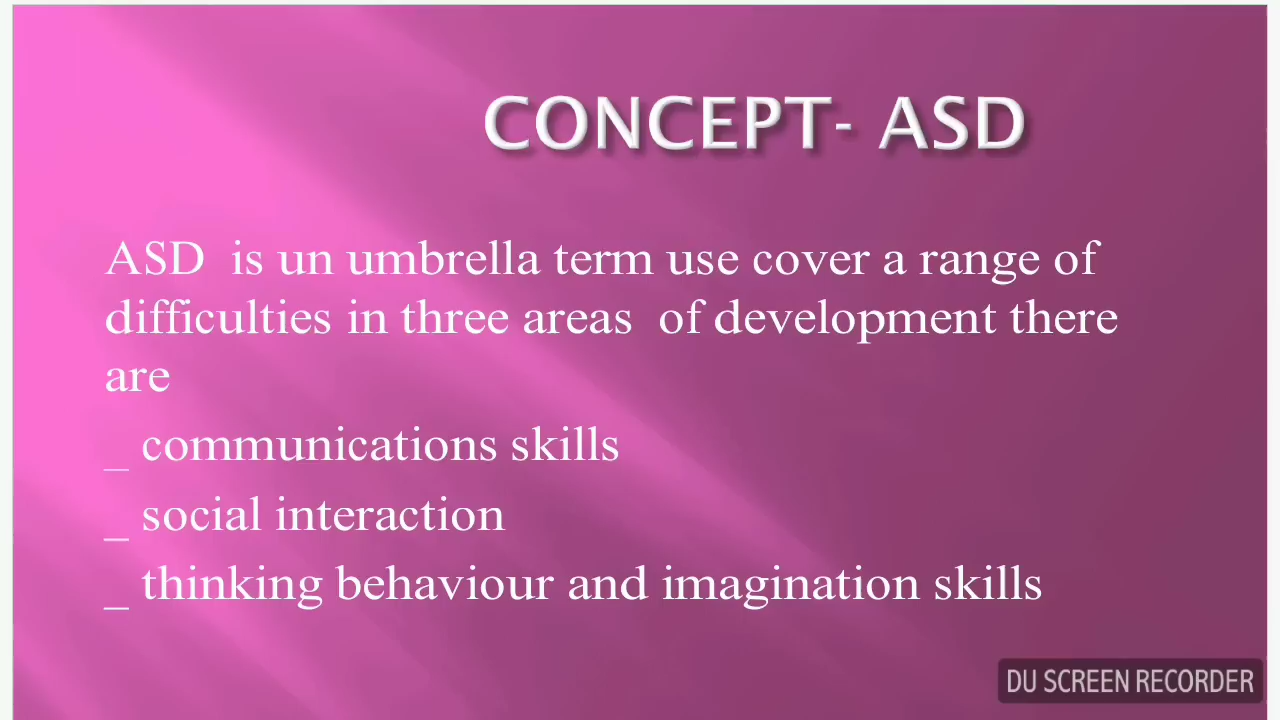 CONCEPT- ASD
ASD is un umbrella term use cover a range of
difficulties in three areas of development there
are
_ communications skills
_ social interaction
_ thinking behaviour and imagination skills
DU SCREEN RECORDER